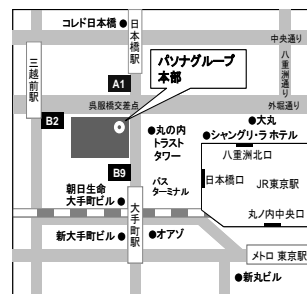 コレド日本橋
日本橋駅
中央通り
八重洲通り
三越前駅
A1
パソナグループ
本部
呉服橋交差点
外堀通り
B2
丸の内
トラスト
タワー
大丸
シャングリ・ラ ホテル
八重洲北口
B9
バス
ターミナル
日本橋口
JR東京駅
朝日生命
大手町ビル
大手町駅
丸ノ内中央口
新大手町ビル
オアゾ
メトロ 東京駅
新丸ビル